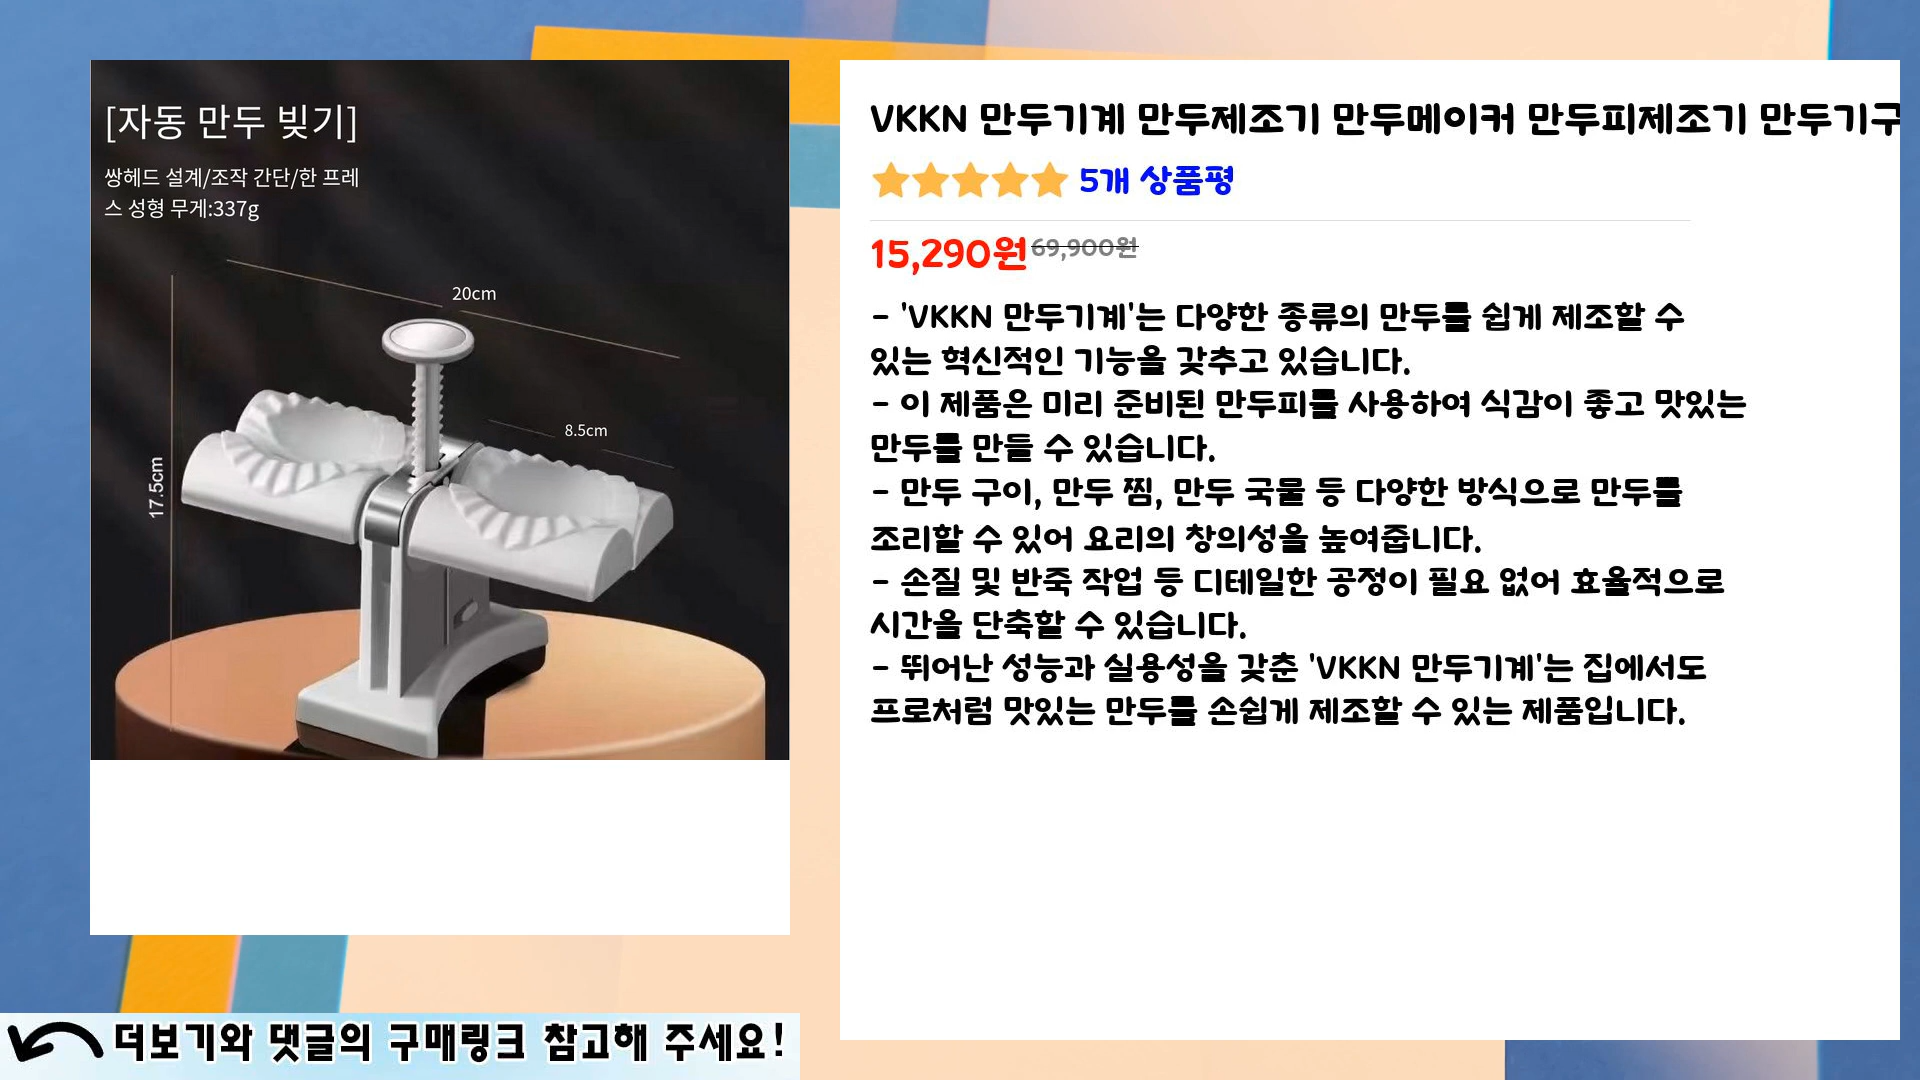 [자동 만두 빚기]
쌍헤드 설계/조작 간단/한 프레
스 성형 무게:337g
20cm
8.5cm
17.5cm
VKKN 만두기계 만두제조기 만두메이커 만두피제조기 만두기구
5개 상품평
15,290원 69,900원
- 'VKKN 만두기계'는 다양한 종류의 만두를 쉽게 제조할 수
있는 혁신적인 기능을 갖추고 있습니다.
- 이 제품은 미리 준비된 만두피를 사용하여 식감이 좋고 맛있는
만두를 만들 수 있습니다.
- 만두 구이, 만두 찜, 만두 국물 등 다양한 방식으로 만두를
조리할 수 있어 요리의 창의성을 높여줍니다.
- 손질 및 반죽 작업 등 디테일한 공정이 필요 없어 효율적으로
시간을 단축할 수 있습니다.
- 뛰어난 성능과 실용성을 갖춘 'VKKN 만두기계'는 집에서도
프로처럼 맛있는 만두를 손쉽게 제조할 수 있는 제품입니다.
더보기와 댓글의 구매링크 참고해 주세요!